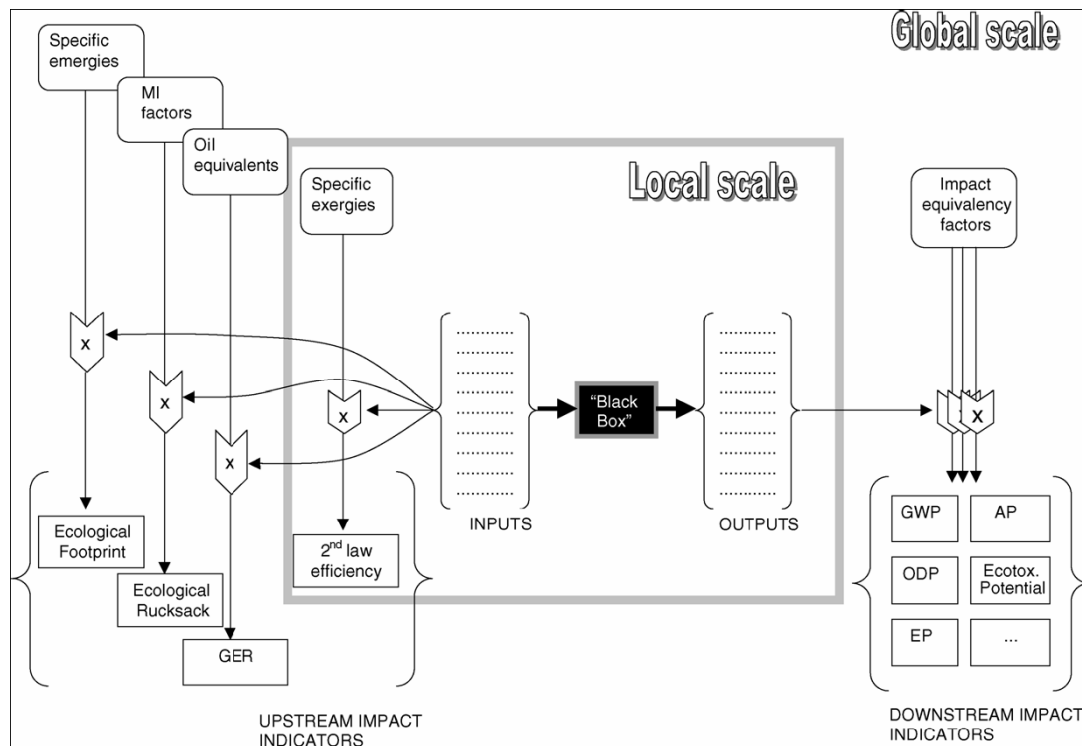 Global scale
Specific
emergies
MI
factors
Oil
equivalents
Local scale
Specific
exergies
Impact
equivalency
factors
x
x
x
x
x
"Black
Box"
INPUTS
OUTPUTS
Ecological
Footprint
Ecological
Rucksack
GER
2nd law
efficiency
GWP
AP
ODP
Ecotox.
Potential
EP
...
UPSTREAM IMPACT
INDICATORS
DOWNSTREAM IMPACT
INDICATORS